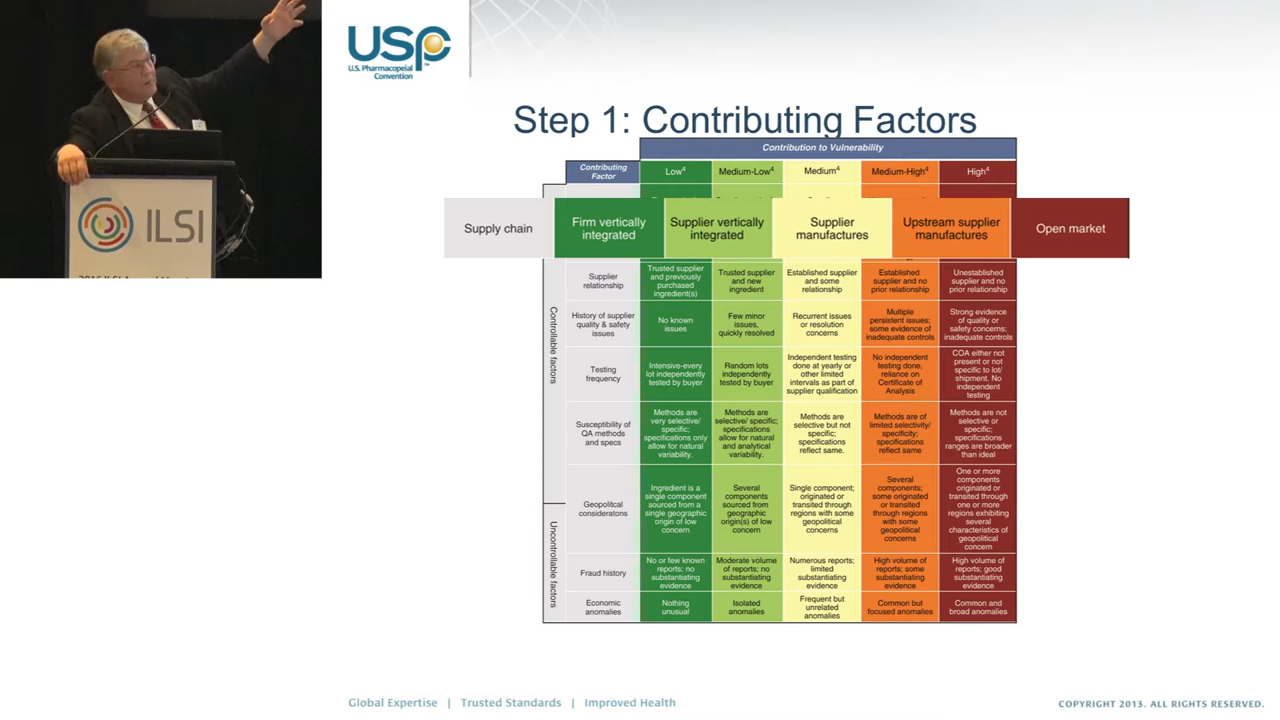 USP
U.S. Pharmacopeial
Convention
Step 1: Contributing Factors
Contribution to Vulnerability
Contributing
Factor
Low4
Medium-Low4
Medium4
Medium-High4
High4
Supply chain
Firm vertically
integrated
Supplier vertically
integrated
Supplier
manufactures
Upstream supplier
manufactures
Open market
Controllable factors
Supplier
relationship
Trusted supplier
and previously
purchased
ingredient(s)
Trusted supplier
and new
ingredient
Established supplier
and some
relationship
Established
supplier and no
prior relationship
Unestablished
supplier and no
prior relationship
History of supplier
quality & safety
issues
No known
issues
Few minor
issues,
quickly resolved
Recurrent issues
or resolution
concerns
Multiple
persistent issues;
some evidence of
inadequate controls
Strong evidence
of quality or
safety concerns;
inadequate controls
Testing
frequency
Intensive-every
lot independently
tested by buyer
Random lots
independently
tested by buyer
Independent testing
done at yearly or
other limited
intervals as part of
supplier qualification
No independent
testing done,
reliance on
Certificate of
Analysis
COA either not
present or not
specific to lot/
shipment. No
independent
testing
Susceptibility of
QA methods
and specs
Methods are
very selective/
specific;
specifications only
allow for natural
variability.
Methods are
selective/ specific;
specifications
allow for natural
and analytical
variability.
Methods are
selective but not
specific;
specifications
reflect same.
Methods are of
limited selectivity/
specificity;
specifications
reflect same
Methods are not
selective or
specific;
specifications
ranges are broader
than ideal
Uncontrollable factors
Geopolitcal
consideratons
Ingredient is a
single component
sourced from a
single geographic
origin of low
concern
Several
components
sourced from
geographic
origin(s) of low
concern
Single component;
originated or
transited through
regions with some
geopolitical
concerns
Several
components;
some originated
or transited
through regions
with some
geopolitical
concerns
One or more
components
originated or
transited through
one or more
regions exhibiting
several
characteristics of
geopolitical
concern
Fraud history
No or few known
reports; no
substantiating
evidence
Moderate volume
of reports; no
substantiating
evidence
Numerous reports;
limited
substantiating
evidence
High volume of
reports; some
substantiating
evidence
High volume of
reports; good
substantiating
evidence
Economic
anomalies
Nothing
unusual
Isolated
anomalies
Frequent but
unrelated
anomalies
Common but
focused anomalies
Common and
broad anomalies
ILSI
Global Expertise | Trusted Standards | Improved Health
COPYRIGHT 2013. ALL RIGHTS RESERVED.